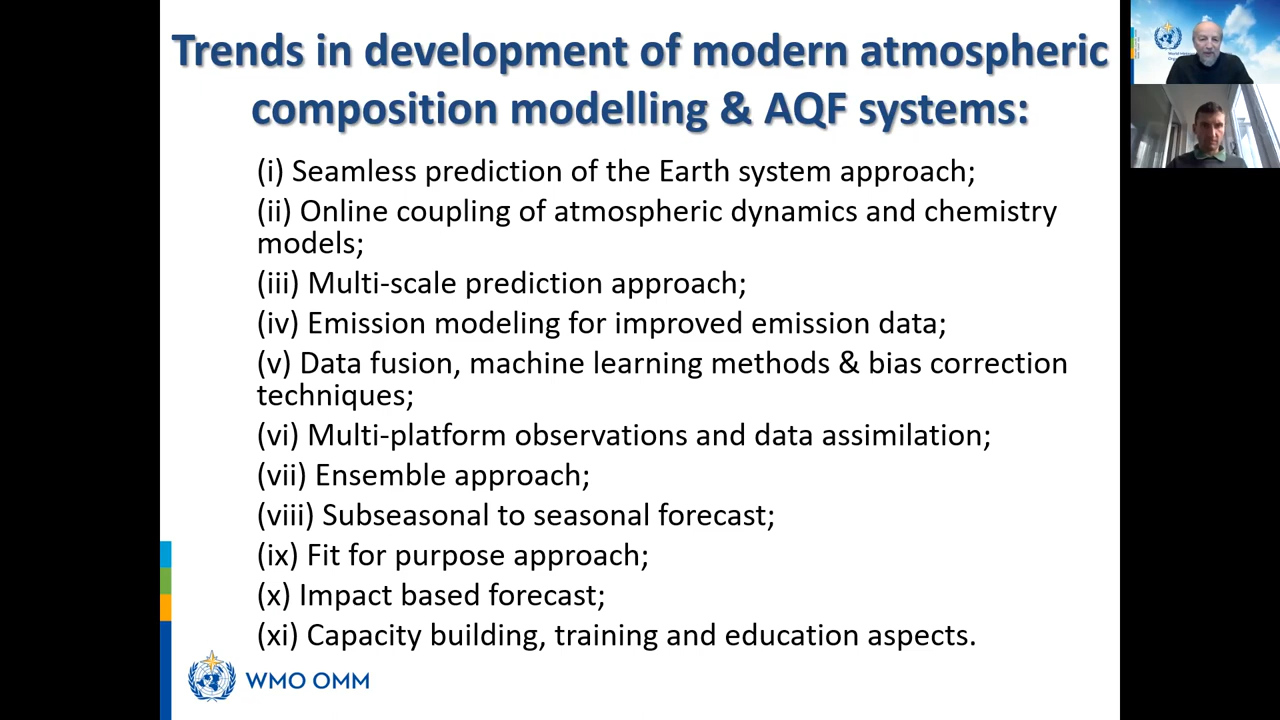 Trends in development of modern atmospheric
composition modelling & AQF systems:
(i) Seamless prediction of the Earth system approach;
(ii) Online coupling of atmospheric dynamics and chemistry
models;
(iii) Multi-scale prediction approach;
(iv) Emission modeling for improved emission data;
(v) Data fusion, machine learning methods & bias correction
techniques;
(vi) Multi-platform observations and data assimilation;
(vii) Ensemble approach;
(viii) Subseasonal to seasonal forecast;
(ix) Fit for purpose approach;
(x) Impact based forecast;
(xi) Capacity building, training and education aspects.
WMO OMM